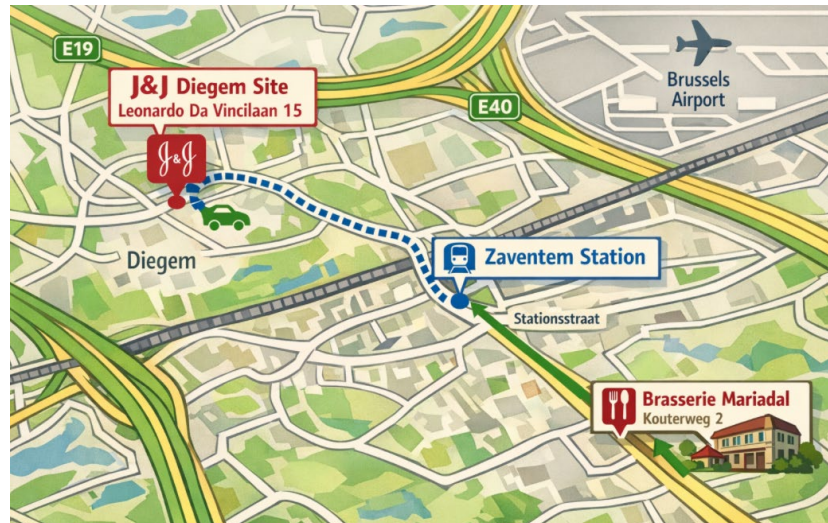 E19
J&J Diegem Site
Leonardo Da Vincilaan 15
J&J
E40
Brussels
Airport
Diegem
Zaventem Station
Stationsstraat
Brasserie Mariadal
Kouterweg 2